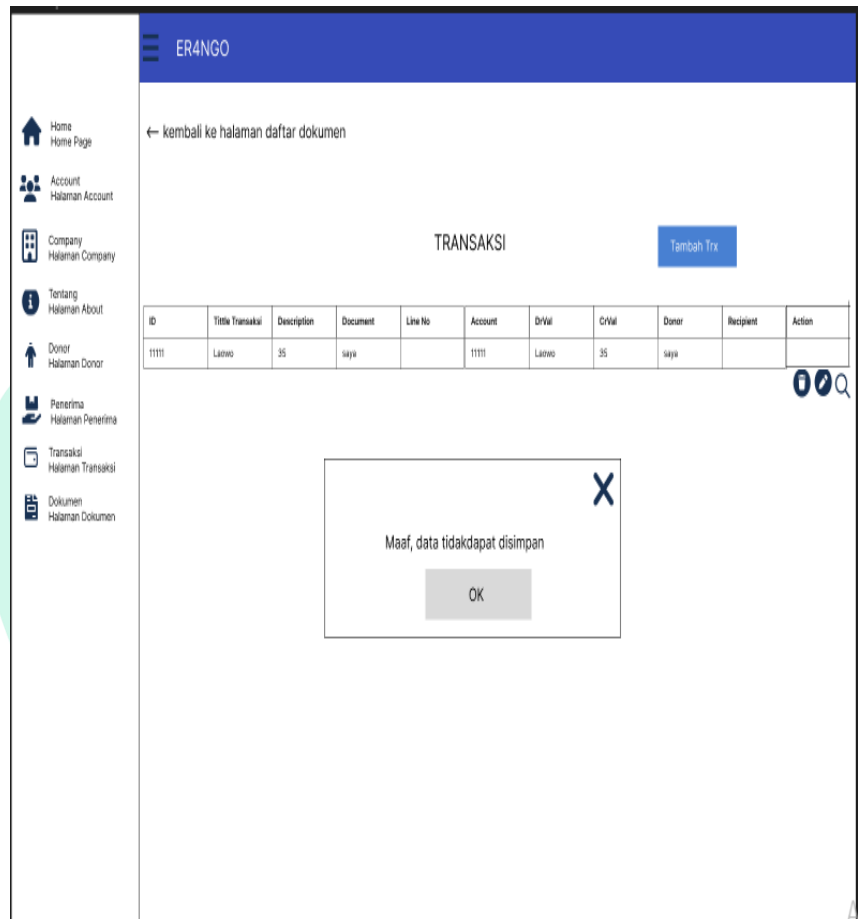 ER4NGO
Home
Home Page
Account
Halaman Account
Company
Halaman Company
Tentang
Halaman About
Donor
Halaman Donor
Penerima
Halaman Penerima
Transaksi
Halaman Transaksi
Dokumen
Halaman Dokumen
← kembali ke halaman daftar dokumen
TRANSAKSI
Tambah Trx
ID Tittle Transaksi Description Document Line No Account DrVal CrVal Donor Recipient Action
11111 Laowo 35 saya 11111 Laowo 35 saya
Maaf, data tidakdapat disimpan
OK